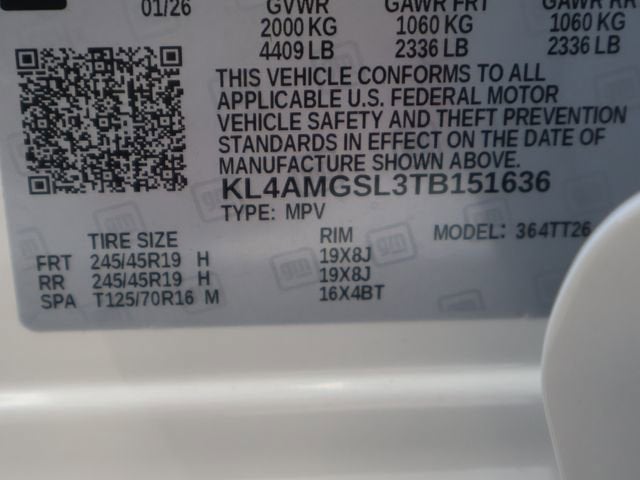 01/26 GVWR GAWR FRT GAWR RR
2000 KG 1060 KG 1060 KG
4409 LB 2336 LB 2336 LB
THIS VEHICLE CONFORMS TO ALL
APPLICABLE U.S. FEDERAL MOTOR
VEHICLE SAFETY AND THEFT PREVENTION
STANDARDS IN EFFECT ON THE DATE OF
MANUFACTURE SHOWN ABOVE.
KL4AMGSL3TB151636
TYPE: MPV
TIRE SIZE RIM MODEL: 364TT26
FRT 245/45R19 H 19X8J
RR 245/45R19 H 19X8J
SPA T125/70R16 M 16X4BT